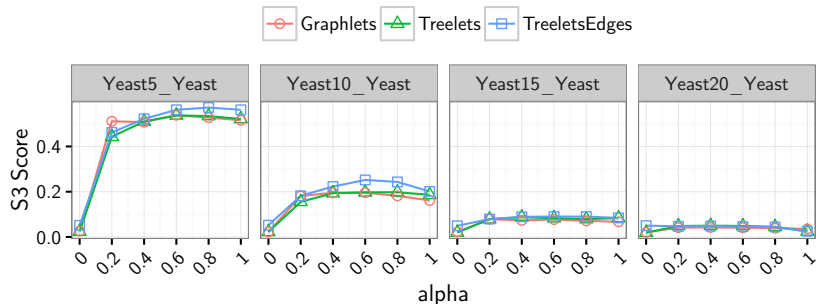 Graphlets Treelets TreeletsEdges
Yeast5_Yeast Yeast10_Yeast Yeast15_Yeast Yeast20_Yeast
S3 Score
0.4
0.2
0.0
0 0.2 0.4 0.6 0.8 1 0 0.2 0.4 0.6 0.8 1 0 0.2 0.4 0.6 0.8 1 0 0.2 0.4 0.6 0.8 1
alpha